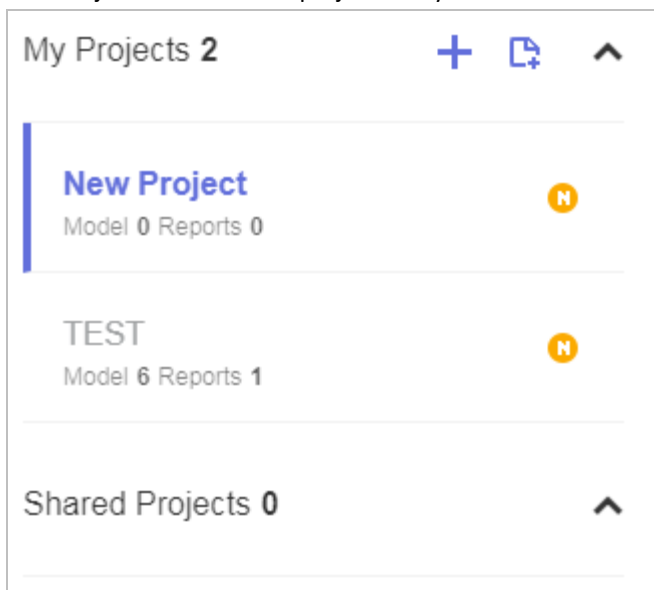 My Projects 2
New Project
N
Model 0 Reports 0
TEST
N
Model 6 Reports 1
Shared Projects 0